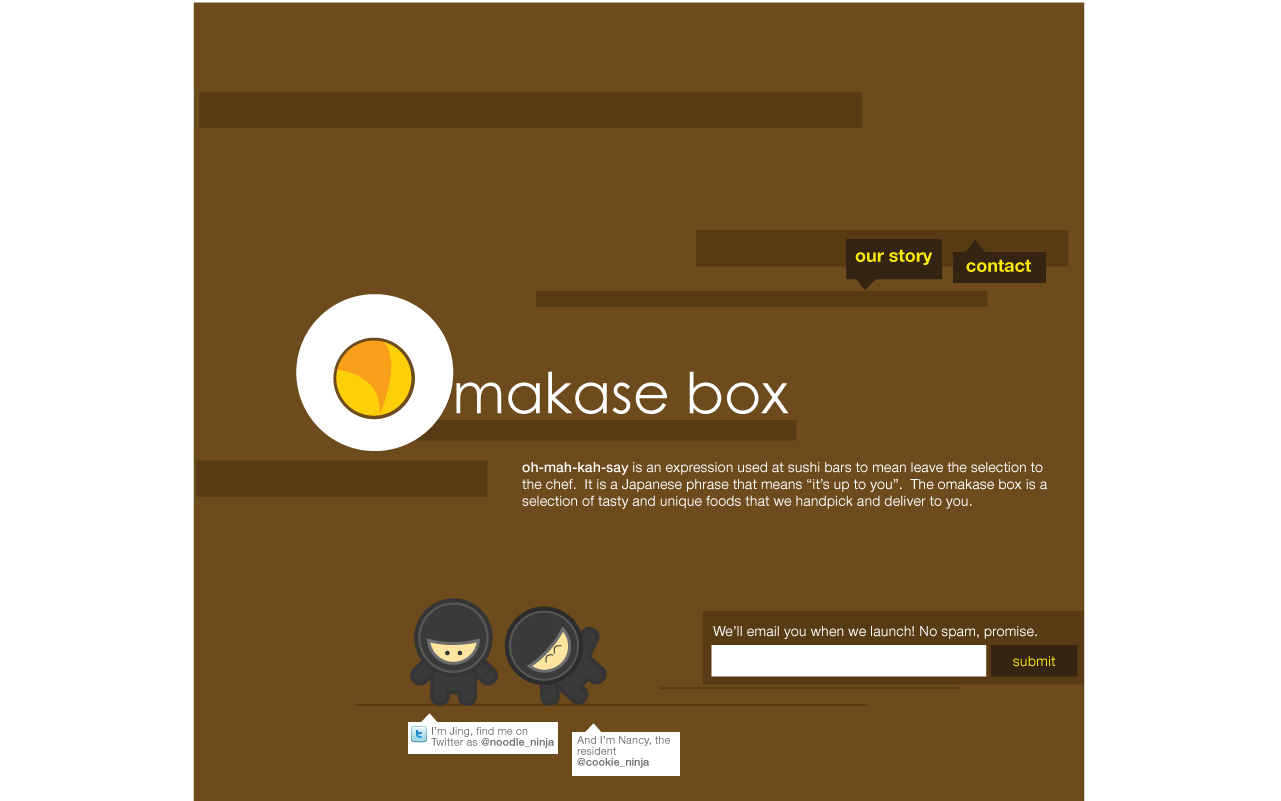 our story
contact
makase box
oh-mah-kah-say is an expression used at sushi bars to mean leave the selection to
the chef.  It is a Japanese phrase that means “it’s up to you”.  The omakase box is a
selection of tasty and unique foods that we handpick and deliver to you.
We’ll email you when we launch! No spam, promise.
submit
I’m Jing, find me on
Twitter as @noodle_ninja
And I’m Nancy, the
resident
@cookie_ninja